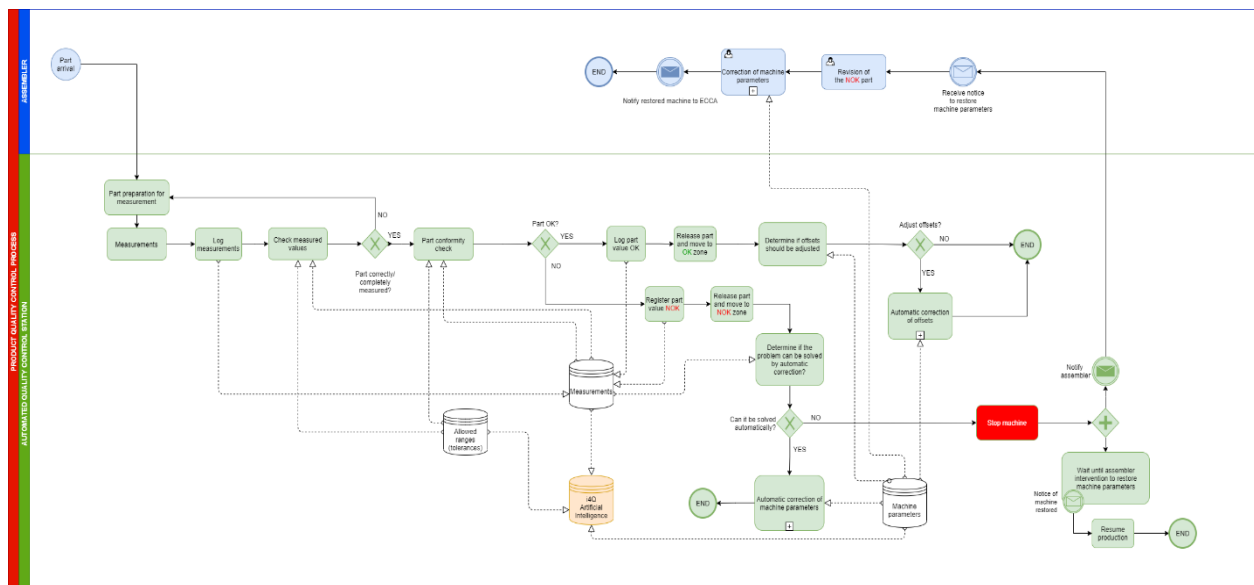 PRODUCT QUALITY CONTROL PROCESS
ASSEMBLER
AUTOMATED QUALITY CONTROL STATION
Part
arrival
END
Notify restored machine to ECCA
Correction of machine
parameters
Revision of
the NOK part
Receive notice
to restore
machine parameters
Part preparation for
measurement
Measurements
Log
measurements
Check measured
values
NO
YES
Part correctly/
completely
measured?
Part conformity
check
Part OK?
YES
NO
Log part
value OK
Release
part and move to
OK zone
Determine if offsets
should be adjusted
Adjust offsets?
NO
YES
END
Automatic correction
of offsets
Register part
value NOK
Release part
and move to
NOK zone
Determine if the
problem can be solved
by automatic
correction?
Measurements
Notify
assembler
Allowed
ranges
(tolerances)
Can it be solved
automatically?
NO
YES
Stop machine
Wait until assembler
intervention to restore
machine parameters
Notice of
machine
restored
i4Q
Artificial
Intelligence
END
Automatic correction of
machine parameters
Machine
parameters
Resume
production
END